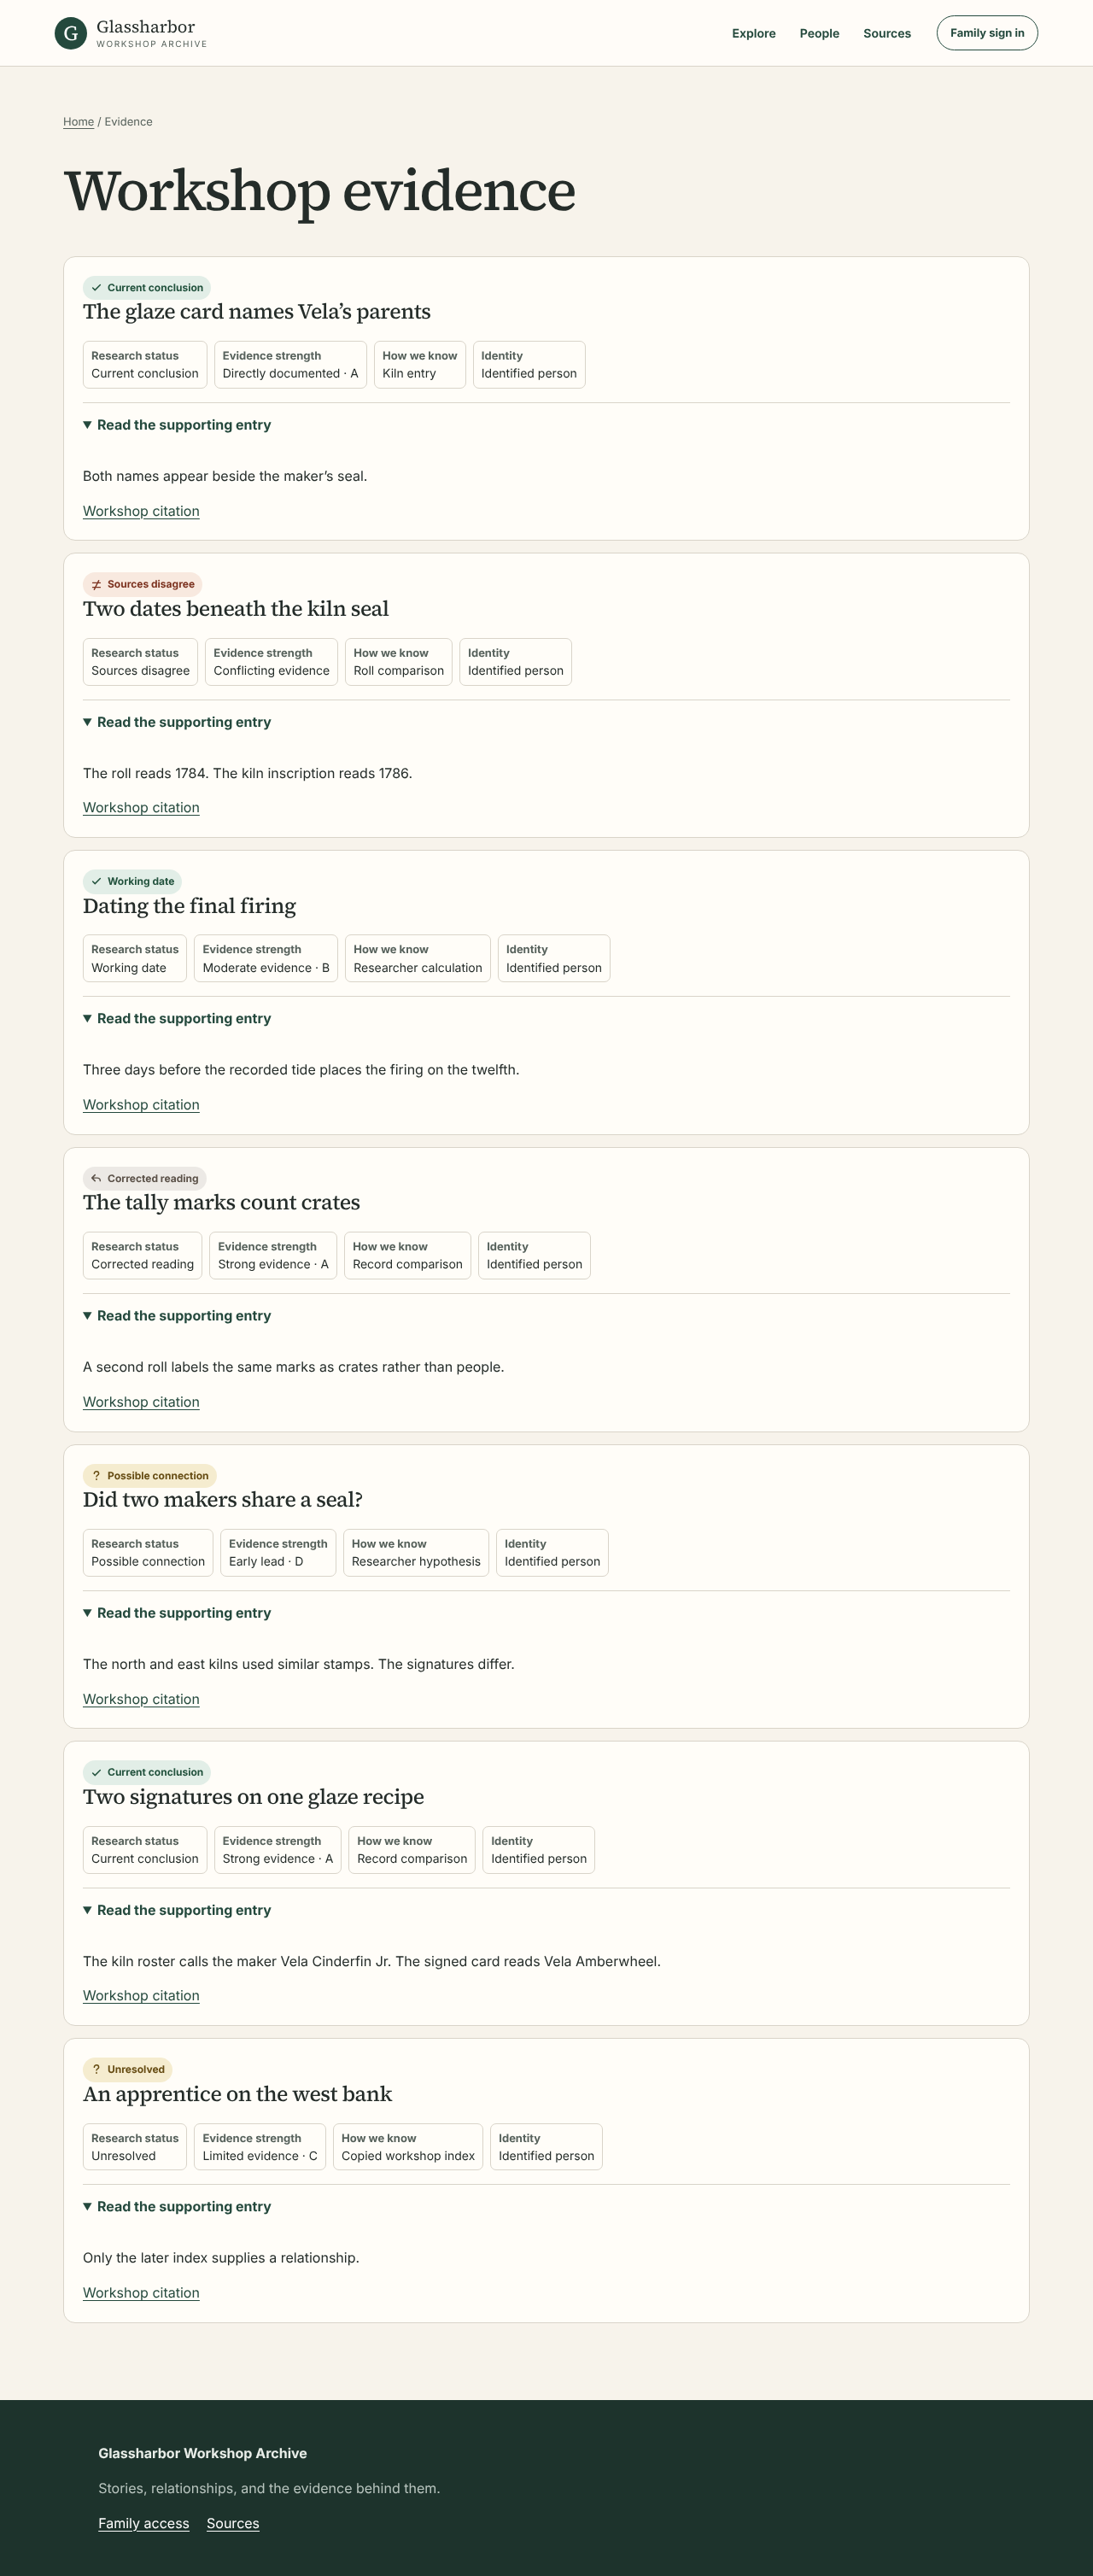 G
Glassharbor
WORKSHOP ARCHIVE
Explore People Sources Family sign in
Home / Evidence
Workshop evidence
Current conclusion
The glaze card names Vela’s parents
Research status Evidence strength How we know Identity
Current conclusion Directly documented · A Kiln entry Identified person
Read the supporting entry
Both names appear beside the maker’s seal.
Workshop citation
Sources disagree
Two dates beneath the kiln seal
Research status Evidence strength How we know Identity
Sources disagree Conflicting evidence Roll comparison Identified person
Read the supporting entry
The roll reads 1784. The kiln inscription reads 1786.
Workshop citation
Working date
Dating the final firing
Research status Evidence strength How we know Identity
Working date Moderate evidence · B Researcher calculation Identified person
Read the supporting entry
Three days before the recorded tide places the firing on the twelfth.
Workshop citation
Corrected reading
The tally marks count crates
Research status Evidence strength How we know Identity
Corrected reading Strong evidence · A Record comparison Identified person
Read the supporting entry
A second roll labels the same marks as crates rather than people.
Workshop citation
? Possible connection
Did two makers share a seal?
Research status Evidence strength How we know Identity
Possible connection Early lead · D Researcher hypothesis Identified person
Read the supporting entry
The north and east kilns used similar stamps. The signatures differ.
Workshop citation
Current conclusion
Two signatures on one glaze recipe
Research status Evidence strength How we know Identity
Current conclusion Strong evidence · A Record comparison Identified person
Read the supporting entry
The kiln roster calls the maker Vela Cinderfin Jr. The signed card reads Vela Amberwheel.
Workshop citation
? Unresolved
An apprentice on the west bank
Research status Evidence strength How we know Identity
Unresolved Limited evidence · C Copied workshop index Identified person
Read the supporting entry
Only the later index supplies a relationship.
Workshop citation
Glassharbor Workshop Archive
Stories, relationships, and the evidence behind them.
Family access Sources